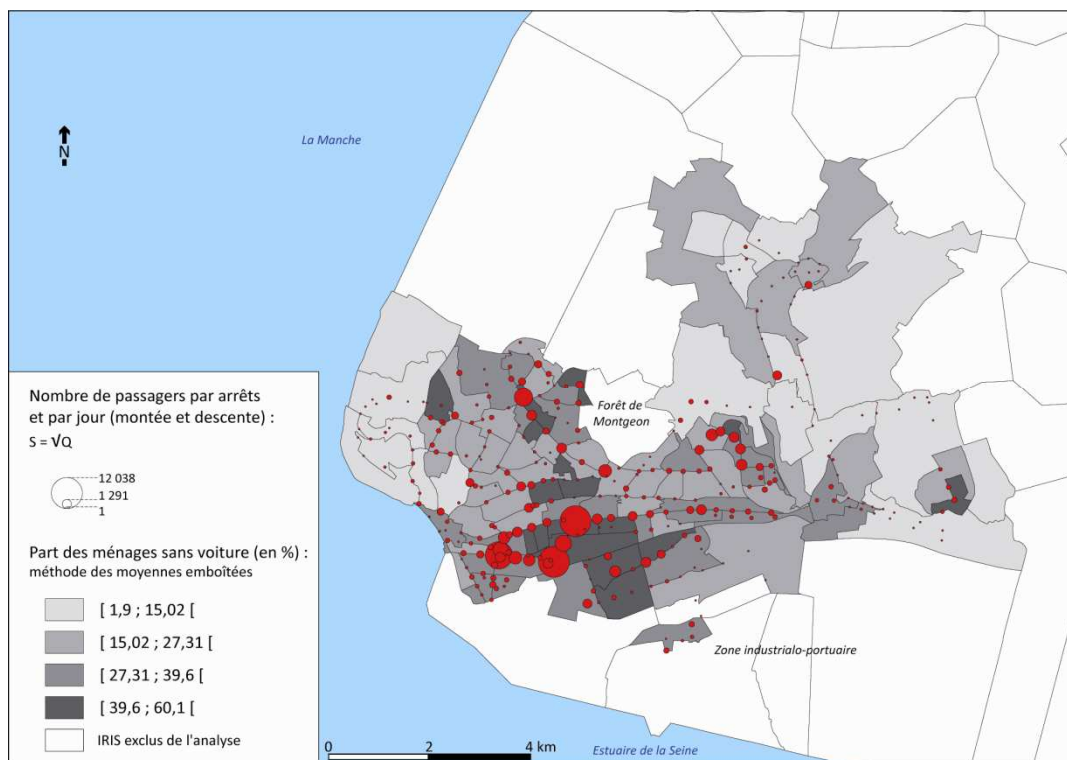 La Manche
N
Nombre de passagers par arrêts
et par jour (montée et descente) :
S = √Q
12 038
1 291
1
Part des ménages sans voiture (en %) :
méthode des moyennes emboîtées
[ 1,9 ; 15,02 [
[ 15,02 ; 27,31 [
[ 27,31 ; 39,6 [
[ 39,6 ; 60,1 [
IRIS exclus de l'analyse
Forêt de
Montgeon
Zone industrialo-portuaire
0 2 4 km
Estuaire de la Seine